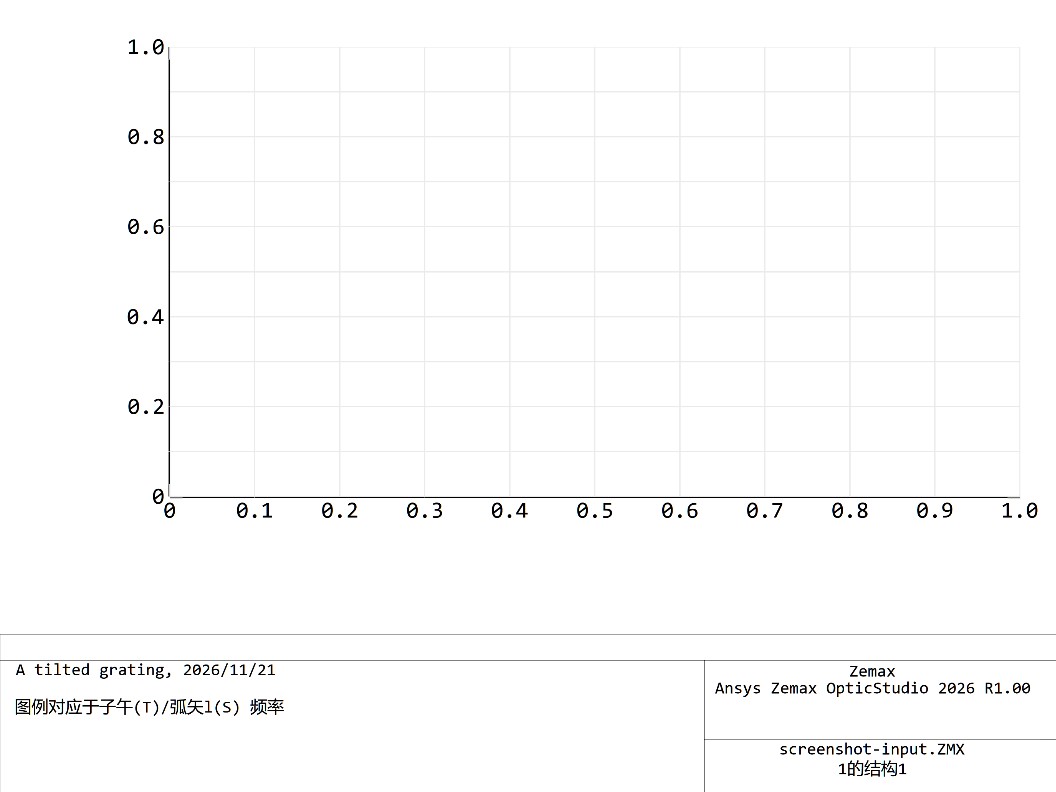 1.0
0.8
0.6
0.4
0.2
0
0 0.1 0.2 0.3 0.4 0.5 0.6 0.7 0.8 0.9 1.0
A tilted grating, 2026/11/21
图例对应于子午(T)/弧矢l(S) 频率
Zemax
Ansys Zemax OpticStudio 2026 R1.00
screenshot-input.ZMX
1的结构1